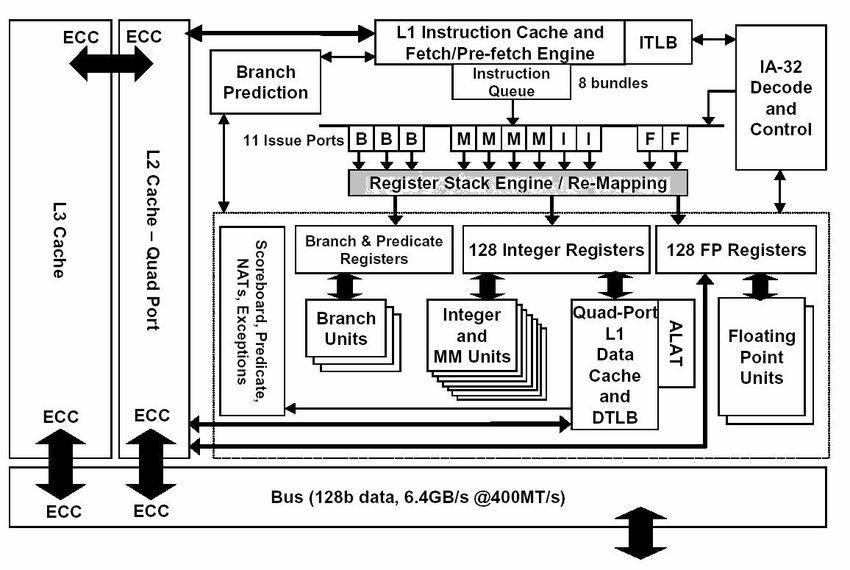 ECC
ECC
L1 Instruction Cache and
Fetch/Pre-fetch Engine
ITLB
Branch
Prediction
Instruction
Queue
8 bundles
IA-32
Decode
and
Control
11 Issue Ports
B B B M M M M I I F F
Register Stack Engine / Re-Mapping
L3 Cache
L2 Cache – Quad Port
Scoreboard, Predicate,
NATs, Exceptions
Branch & Predicate
Registers
128 Integer Registers
128 FP Registers
Branch
Units
Integer
and
MM Units
Quad-Port
L1
Data
Cache
and
DTLB
ALAT
Floating
Point
Units
ECC
ECC
Bus (128b data, 6.4GB/s @400MT/s)
ECC
ECC